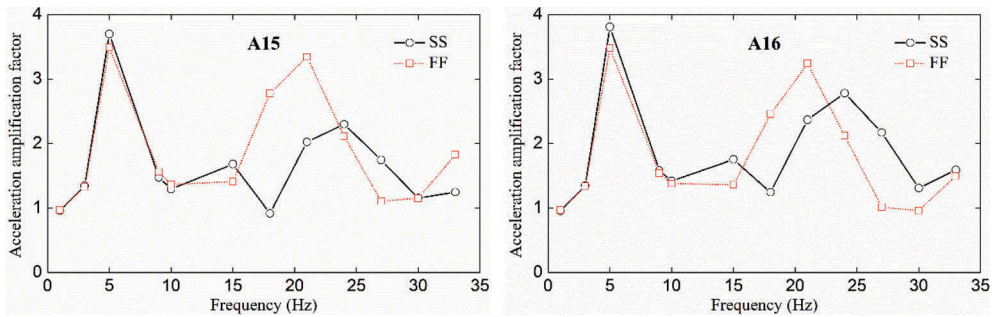 A15
SS
FF
Acceleration amplification factor
4
3
2
1
0
0 5 10 15 20 25 30 35
Frequency (Hz)
A16
SS
FF
Acceleration amplification factor
4
3
2
1
0
0 5 10 15 20 25 30 35
Frequency (Hz)